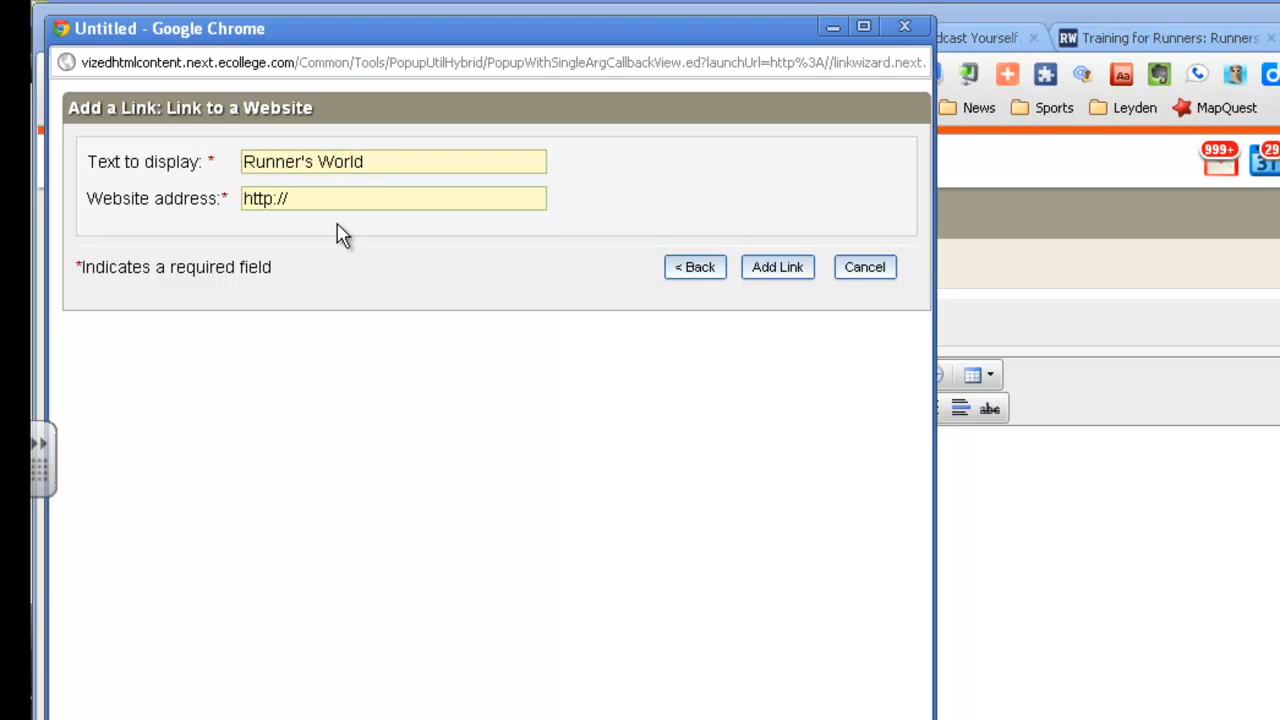 Untitled - Google Chrome
dcast Yourself.
RW Training for Runners: Runners
vizedhtmlcontent.next.ecollege.com/Common/Tools/PopupUtilHybrid/PopupWithSingleArgCallbackView.ed?launchUrl=http%3A//linkwizard.next.
Aa
Add a Link: Link to a Website
News Sports Leyden MapQuest
Text to display: * Runner's World
999+ 29
31
Website address:* http://
*Indicates a required field
< Back Add Link Cancel
abc